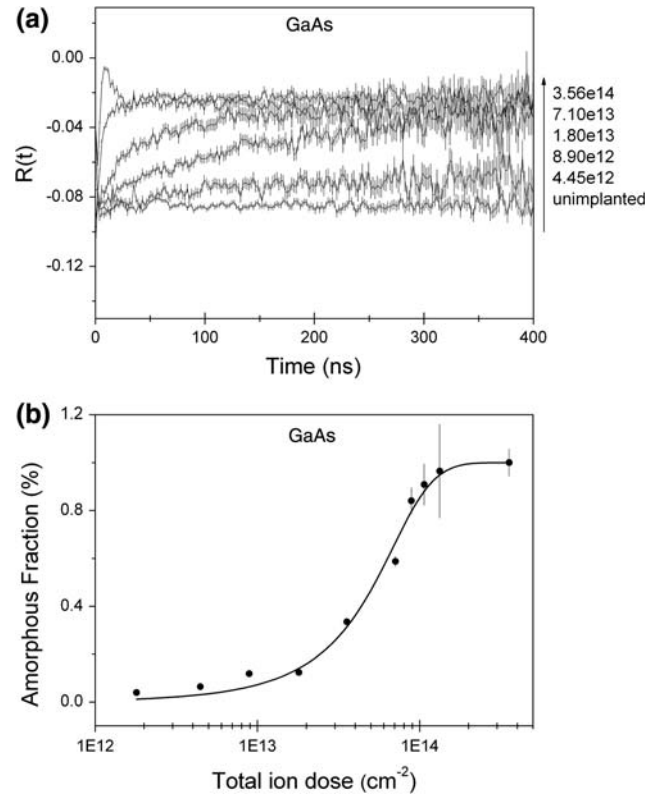 (a)
GaAs
0.00
-0.04
-0.08
-0.12
R(t)
0
100
200
300
400
Time (ns)
3.56e14
7.10e13
1.80e13
8.90e12
4.45e12
unimplanted
(b)
GaAs
1.2
0.8
0.4
0.0
Amorphous Fraction (%)
1E12
1E13
1E14
Total ion dose (cm⁻²)